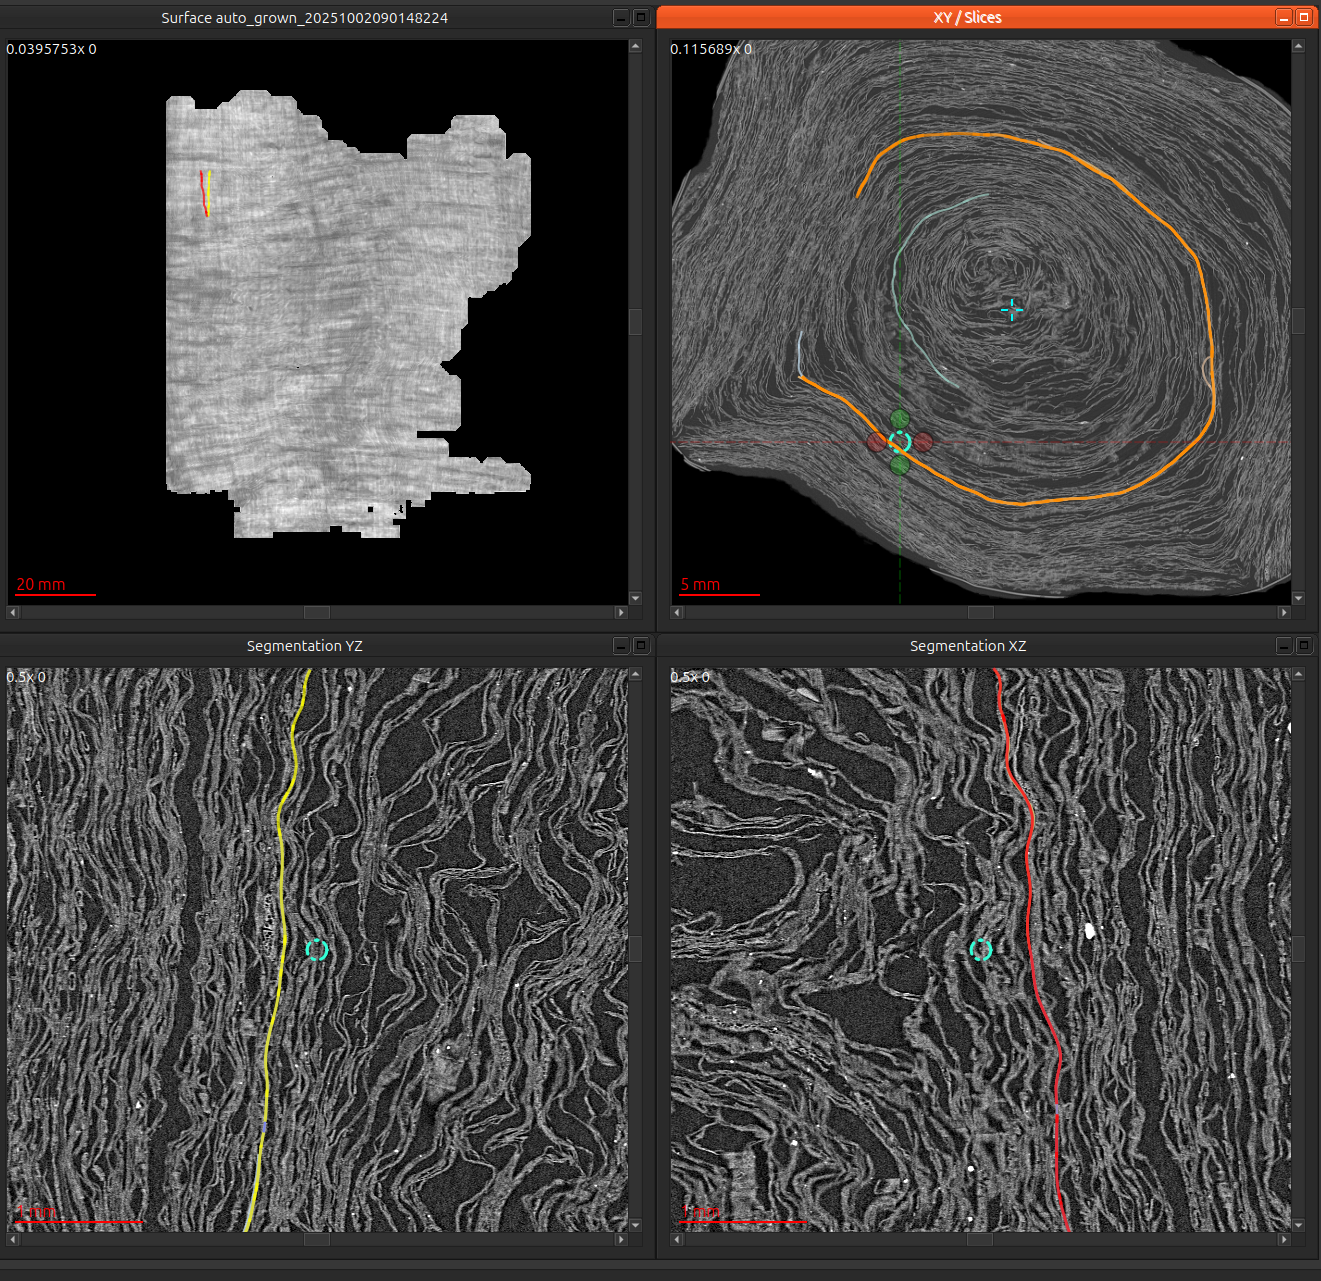 Surface auto_grown_20251002090148224
XY / Slices
0.0395753x 0
0.115689x 0
20 mm
5 mm
Segmentation YZ
Segmentation XZ
0.5x 0
0.5x 0
1 mm
1 mm